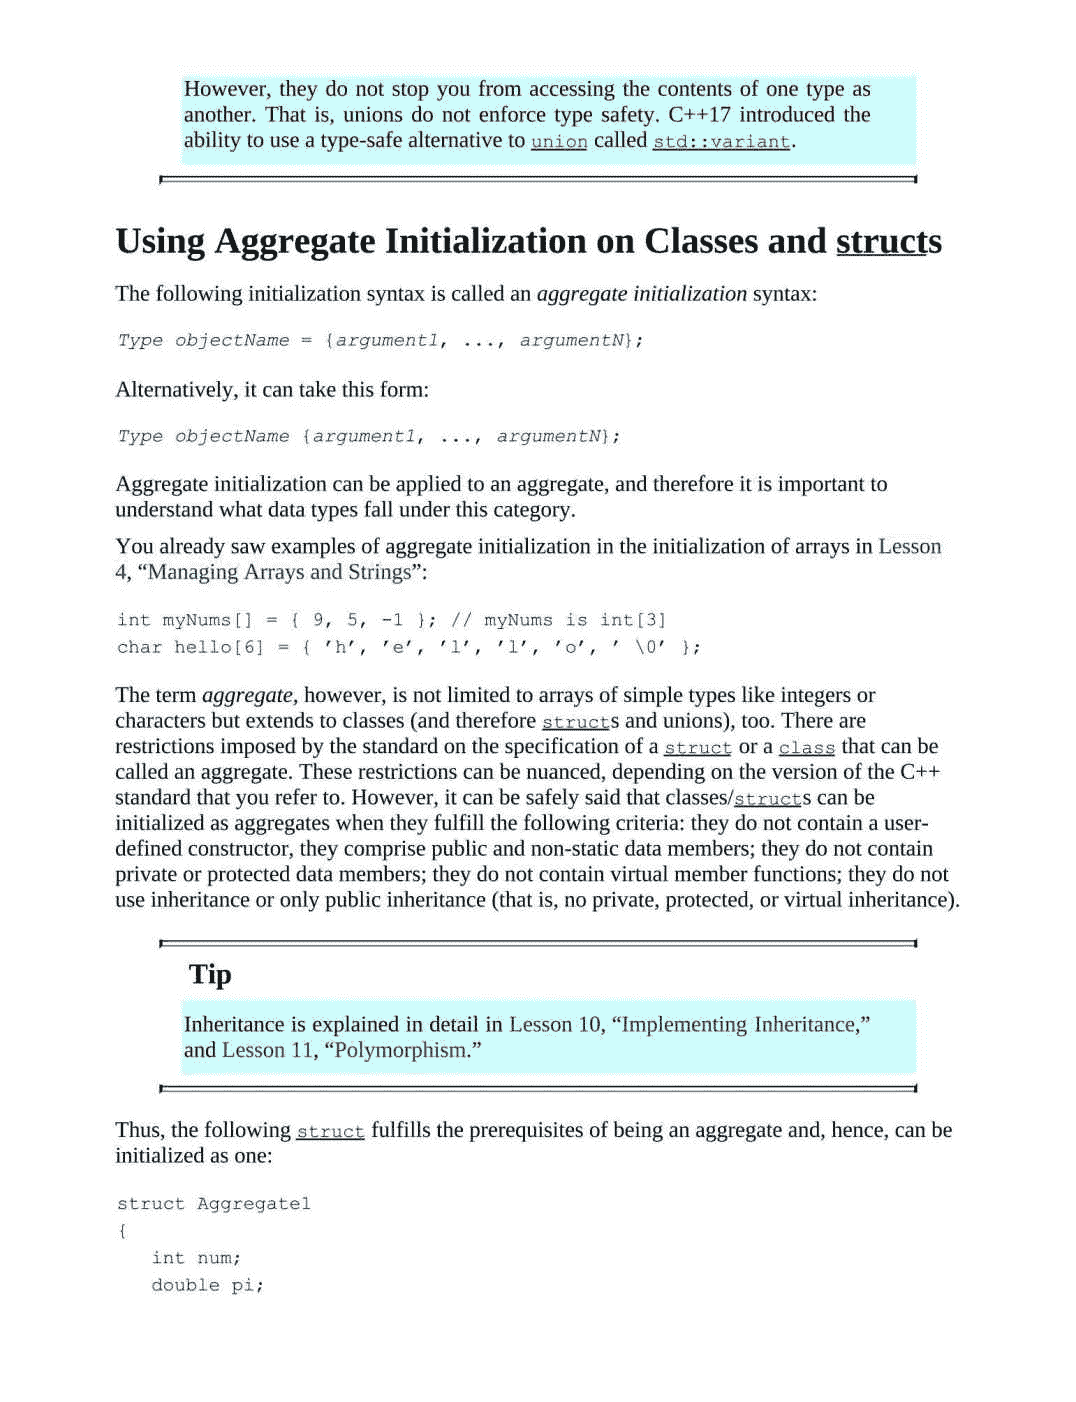 However, they do not stop you from accessing the contents of one type as
another. That is, unions do not enforce type safety. C++17 introduced the
ability to use a type-safe alternative to union called std::variant.
Using Aggregate Initialization on Classes and structs
The following initialization syntax is called an aggregate initialization syntax:
Type objectName = {argument1, ..., argumentN};
Alternatively, it can take this form:
Type objectName {argument1, ..., argumentN};
Aggregate initialization can be applied to an aggregate, and therefore it is important to
understand what data types fall under this category.
You already saw examples of aggregate initialization in the initialization of arrays in Lesson
4, “Managing Arrays and Strings”:
int myNums[] = { 9, 5, -1 }; // myNums is int[3]
char hello[6] = { ’h’, ’e’, ’l’, ’l’, ’o’, ’ \0’ };
The term aggregate, however, is not limited to arrays of simple types like integers or
characters but extends to classes (and therefore structs and unions), too. There are
restrictions imposed by the standard on the specification of a struct or a class that can be
called an aggregate. These restrictions can be nuanced, depending on the version of the C++
standard that you refer to. However, it can be safely said that classes/structs can be
initialized as aggregates when they fulfill the following criteria: they do not contain a user-
defined constructor, they comprise public and non-static data members; they do not contain
private or protected data members; they do not contain virtual member functions; they do not
use inheritance or only public inheritance (that is, no private, protected, or virtual inheritance).
Tip
Inheritance is explained in detail in Lesson 10, “Implementing Inheritance,”
and Lesson 11, “Polymorphism.”
Thus, the following struct fulfills the prerequisites of being an aggregate and, hence, can be
initialized as one:
struct Aggregate1
{
int num;
double pi;